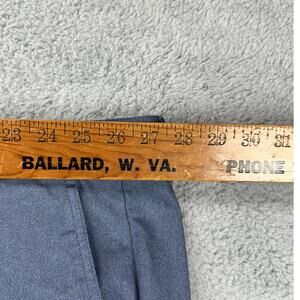 23 24 25 26 27 28 29 30 31
BALLARD, W. VA. PHONE